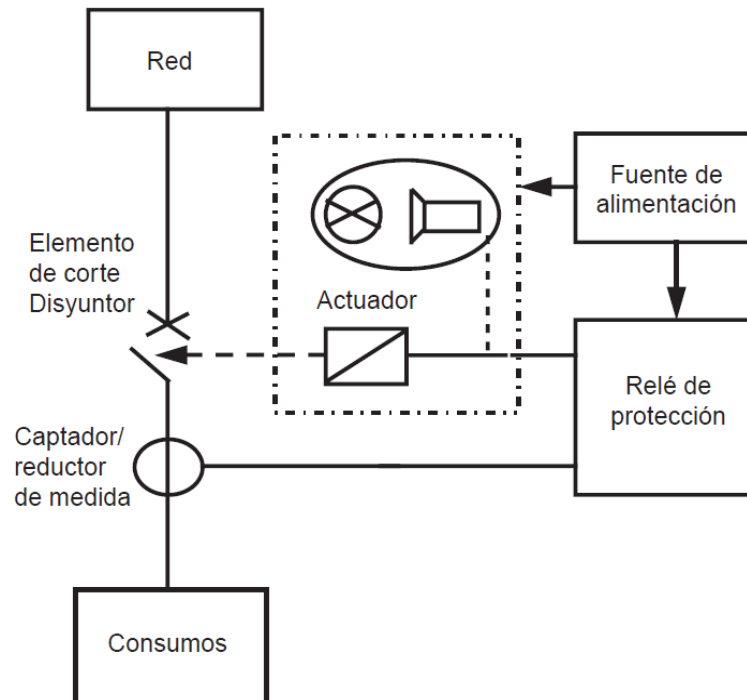 Red
Fuente de
alimentación
Elemento
de corte
Disyuntor
Actuador
Relé de
protección
Captador/
reductor
de medida
Consumos